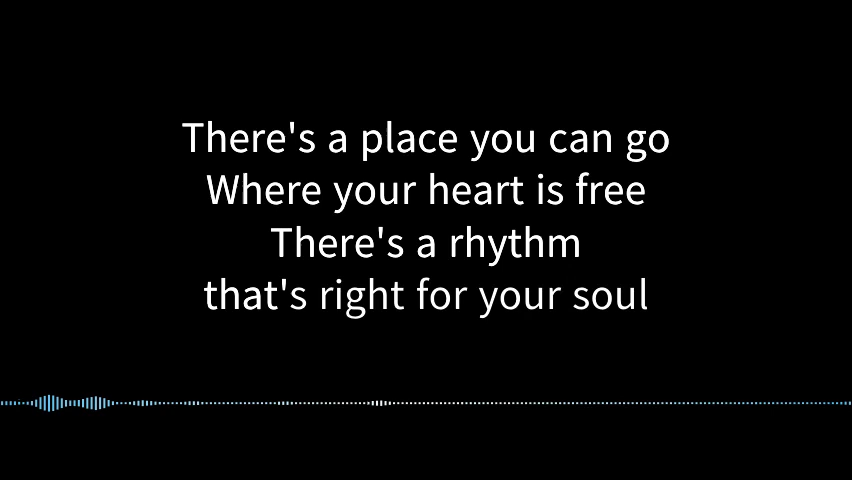 There's a place you can go
Where your heart is free
There's a rhythm
that's right for your soul